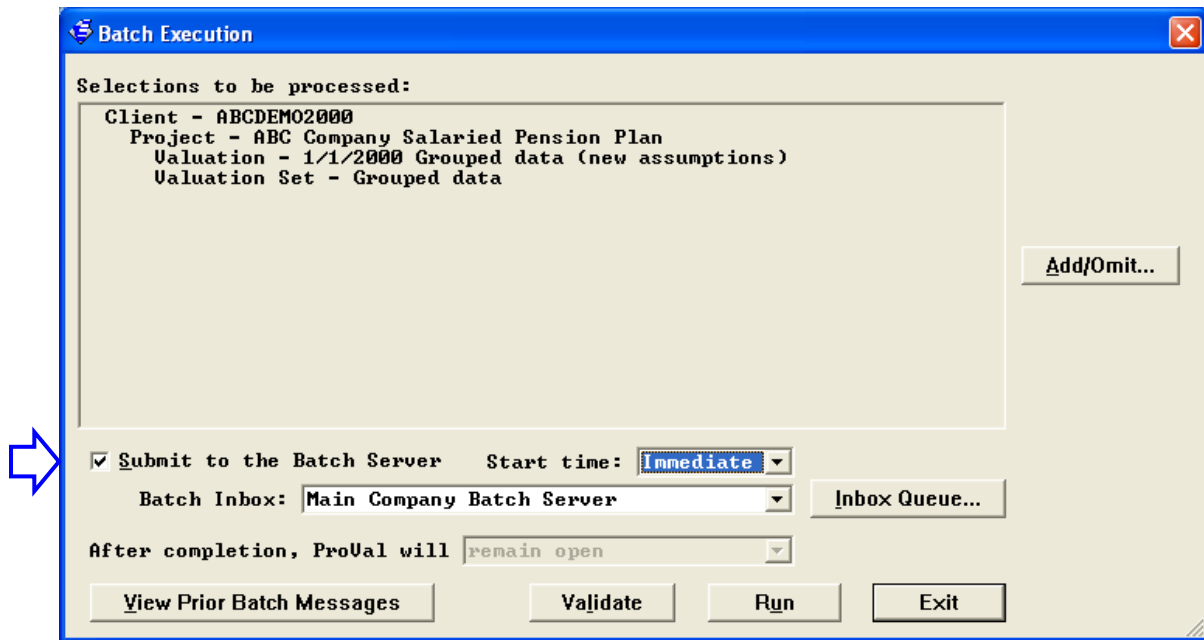 Batch Execution
Selections to be processed:
Client - ABCDEMO2000
Project - ABC Company Salaried Pension Plan
Valuation - 1/1/2000 Grouped data (new assumptions)
Valuation Set - Grouped data
Add/Omit...
Submit to the Batch Server Start time: Immediate
Batch Inbox: Main Company Batch Server Inbox Queue...
After completion, ProVal will remain open
View Prior Batch Messages Validate Run Exit